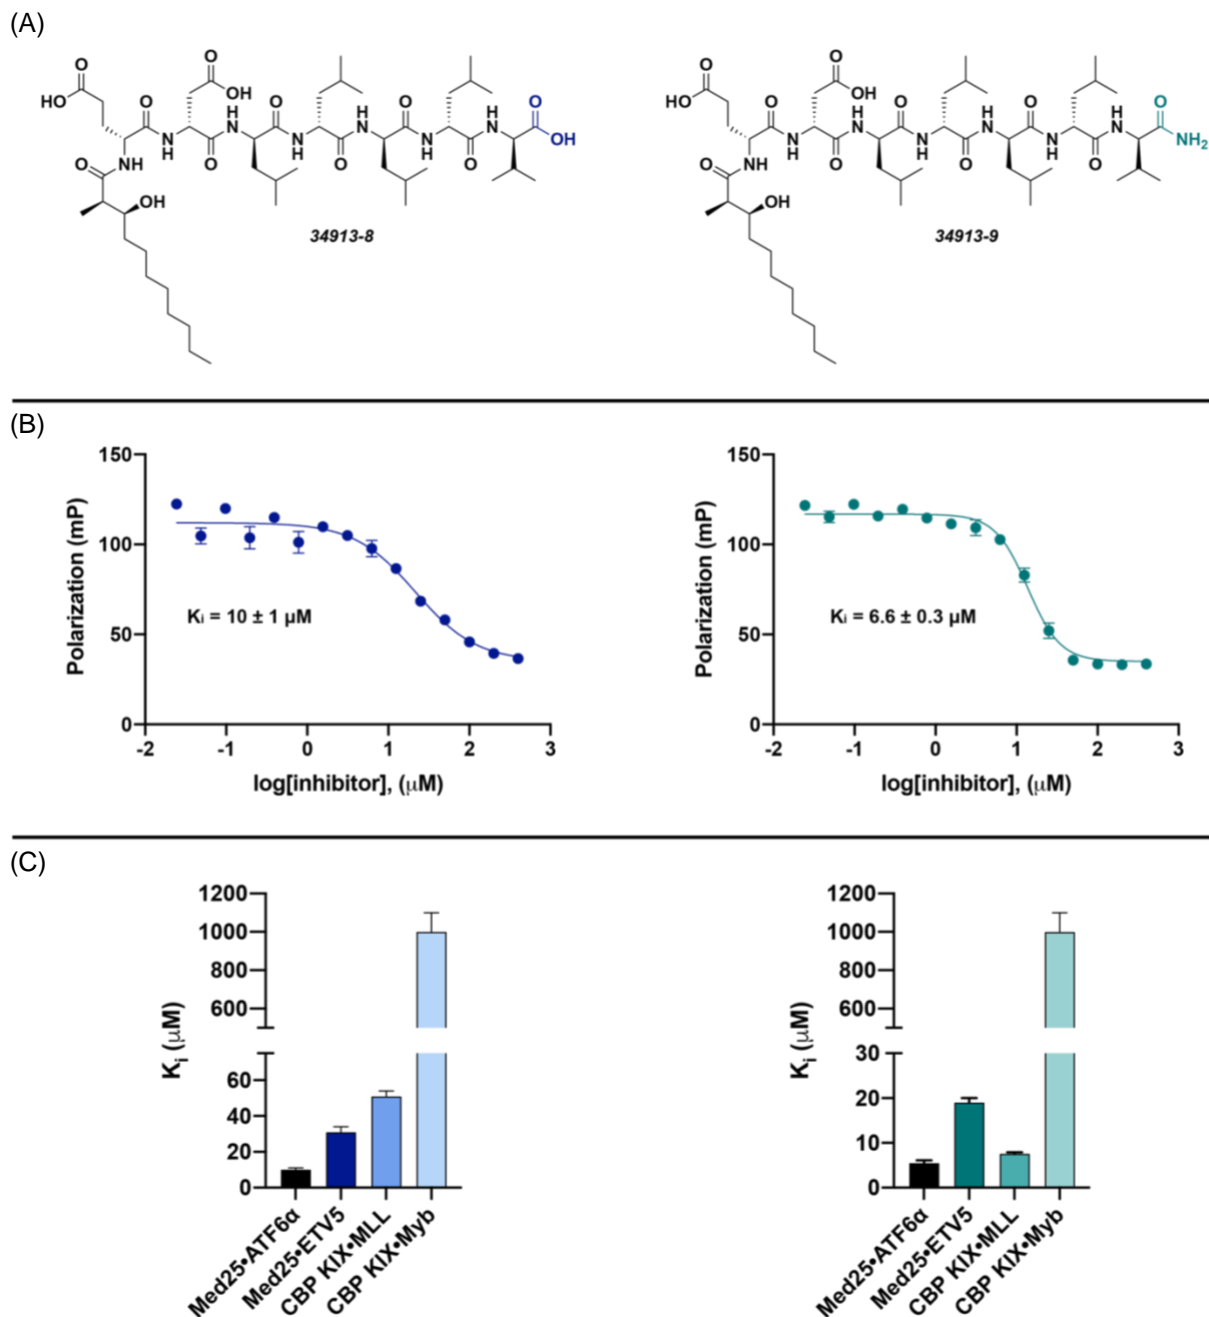 (A)
O
HO
O
OH
O
H
N
O
H
N
O
H
N
O
OH
N
H
O
N
H
O
N
H
O
NH
O
OH
34913-8
O
HO
O
OH
O
H
N
O
H
N
O
H
N
O
NH2
N
H
O
N
H
O
N
H
O
NH
O
OH
34913-9
(B)
Polarization (mP)
150
100
50
0
Ki = 10 ± 1 µM
-2 -1 0 1 2 3
log[inhibitor], (µM)
Polarization (mP)
150
100
50
0
Ki = 6.6 ± 0.3 µM
-2 -1 0 1 2 3
log[inhibitor], (µM)
(C)
Ki (µM)
1200
1000
800
600
60
40
20
0
Med25•ATF6α
Med25•ETV5
CBP KIX•MLL
CBP KIX•Myb
Ki (µM)
1200
1000
800
600
30
20
10
0
Med25•ATF6α
Med25•ETV5
CBP KIX•MLL
CBP KIX•Myb